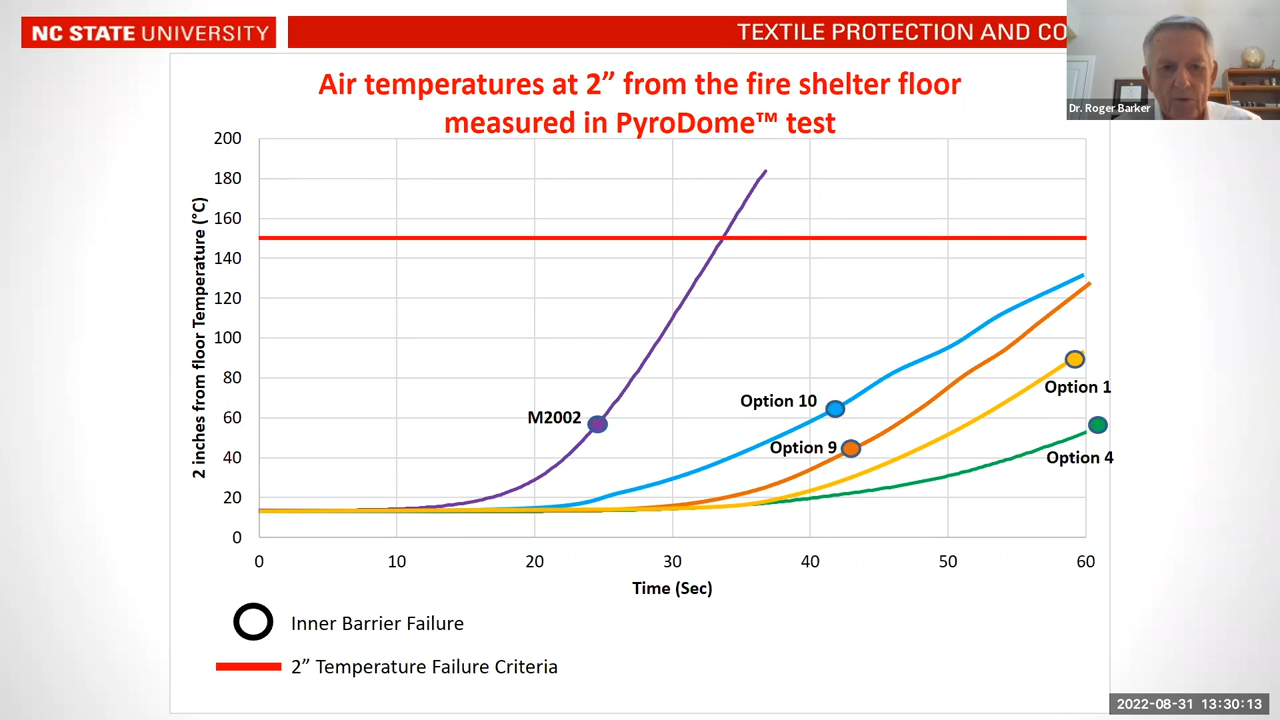 NC STATE UNIVERSITY
TEXTILE PROTECTION AND CO
Dr. Roger Barker
Air temperatures at 2” from the fire shelter floor
measured in PyroDome™ test
200
180
160
140
120
100
80
60
40
20
0
2 inches from floor Temperature (°C)
M2002
Option 10
Option 9
Option 1
Option 4
0 10 20 30 40 50 60
Time (Sec)
Inner Barrier Failure
2” Temperature Failure Criteria
2022-08-31 13:30:13